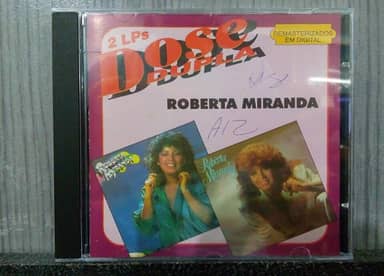 2 LPs
Dose
DUPLA
REMASTERIZADOS
EM DIGITAL
ROBERTA MIRANDA
A12
Roberta
Miranda
Roberta
Miranda